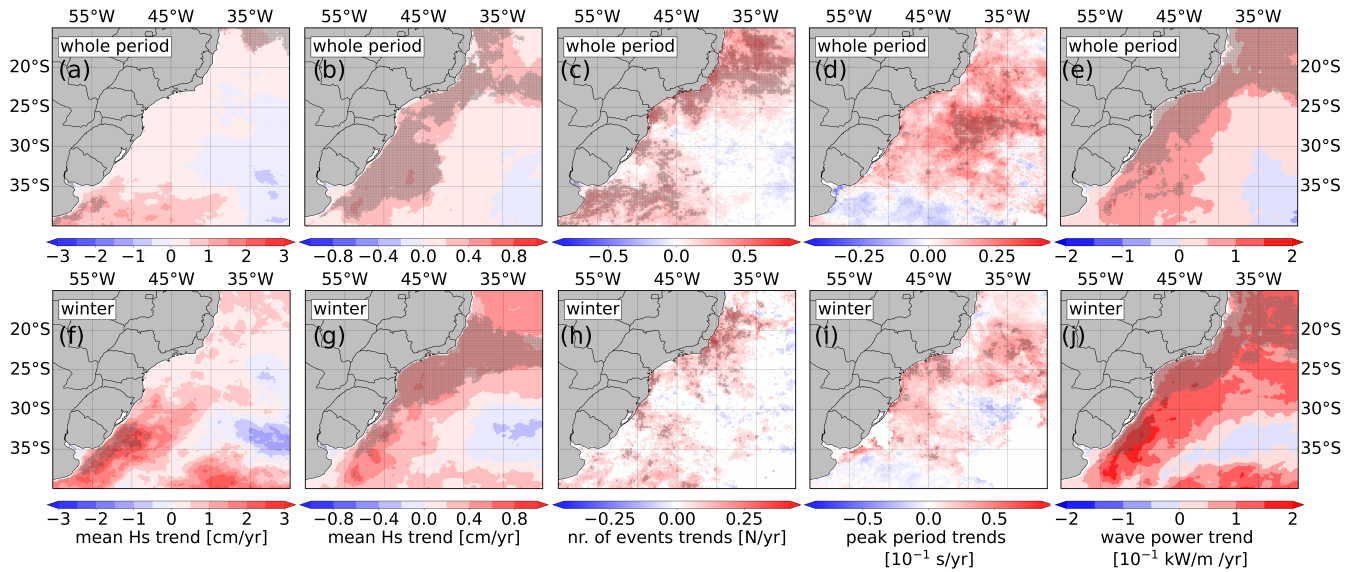 55°W 45°W 35°W 55°W 45°W 35°W 55°W 45°W 35°W 55°W 45°W 35°W 55°W 45°W 35°W
whole period whole period whole period whole period whole period
20°S (a) (b) (c) (d) (e) 20°S
25°S 25°S
30°S 30°S
35°S 35°S
−3 −2 −1 0 1 2 3 −0.8 −0.4 0.0 0.4 0.8 −0.5 0.0 0.5 −0.25 0.00 0.25 −2 −1 0 1 2
55°W 45°W 35°W 55°W 45°W 35°W 55°W 45°W 35°W 55°W 45°W 35°W 55°W 45°W 35°W
winter winter winter winter winter
20°S (f) (g) (h) (i) (j) 20°S
25°S 25°S
30°S 30°S
35°S 35°S
−3 −2 −1 0 1 2 3 −0.8 −0.4 0.0 0.4 0.8 −0.25 0.00 0.25 −0.5 0.0 0.5 −2 −1 0 1 2
mean Hs trend [cm/yr] mean Hs trend [cm/yr] nr. of events trends [N/yr] peak period trends wave power trend
[10⁻¹ s/yr] [10⁻¹ kW/m /yr]